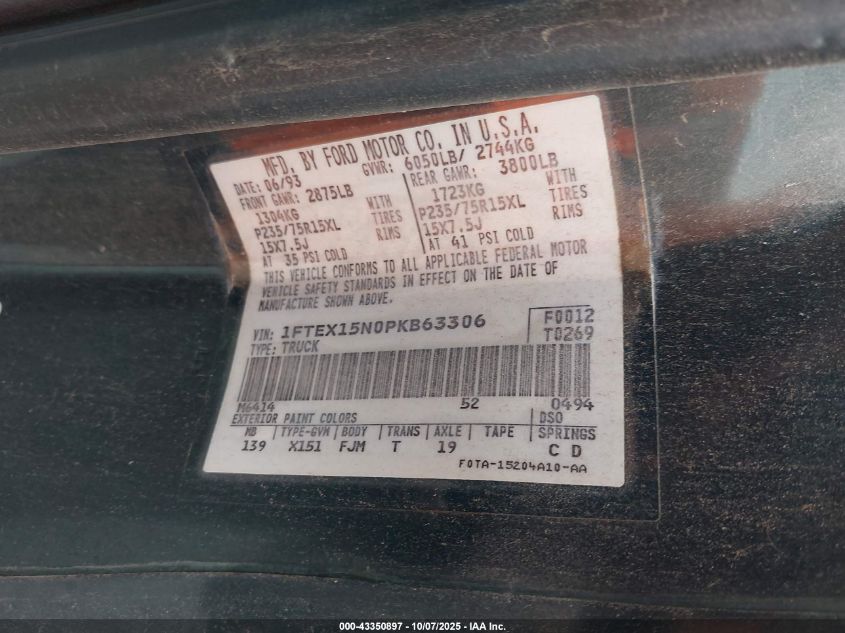 MFD. BY FORD MOTOR CO. IN U.S.A.
DATE: 06/93 GVWR: 6050LB/ 2744KG
FRONT GAWR: 2875LB REAR GAWR: 3800LB
1304KG WITH 1723KG WITH
P235/75R15XL TIRES P235/75R15XL TIRES
15X7.5J RIMS 15X7.5J RIMS
AT 35 PSI COLD AT 41 PSI COLD
THIS VEHICLE CONFORMS TO ALL APPLICABLE FEDERAL MOTOR
VEHICLE SAFETY STANDARDS IN EFFECT ON THE DATE OF
MANUFACTURE SHOWN ABOVE.
VIN: 1FTEX15N0PKB63306 F0012
TYPE: TRUCK T0269
M6414 52 0494
EXTERIOR PAINT COLORS DSO
WB TYPE-GVW BODY TRANS AXLE TAPE SPRINGS
139 X151 FJM T 19 C D
F0TA-15204A10-AA
000-43350897 - 10/07/2025 - IAA Inc.